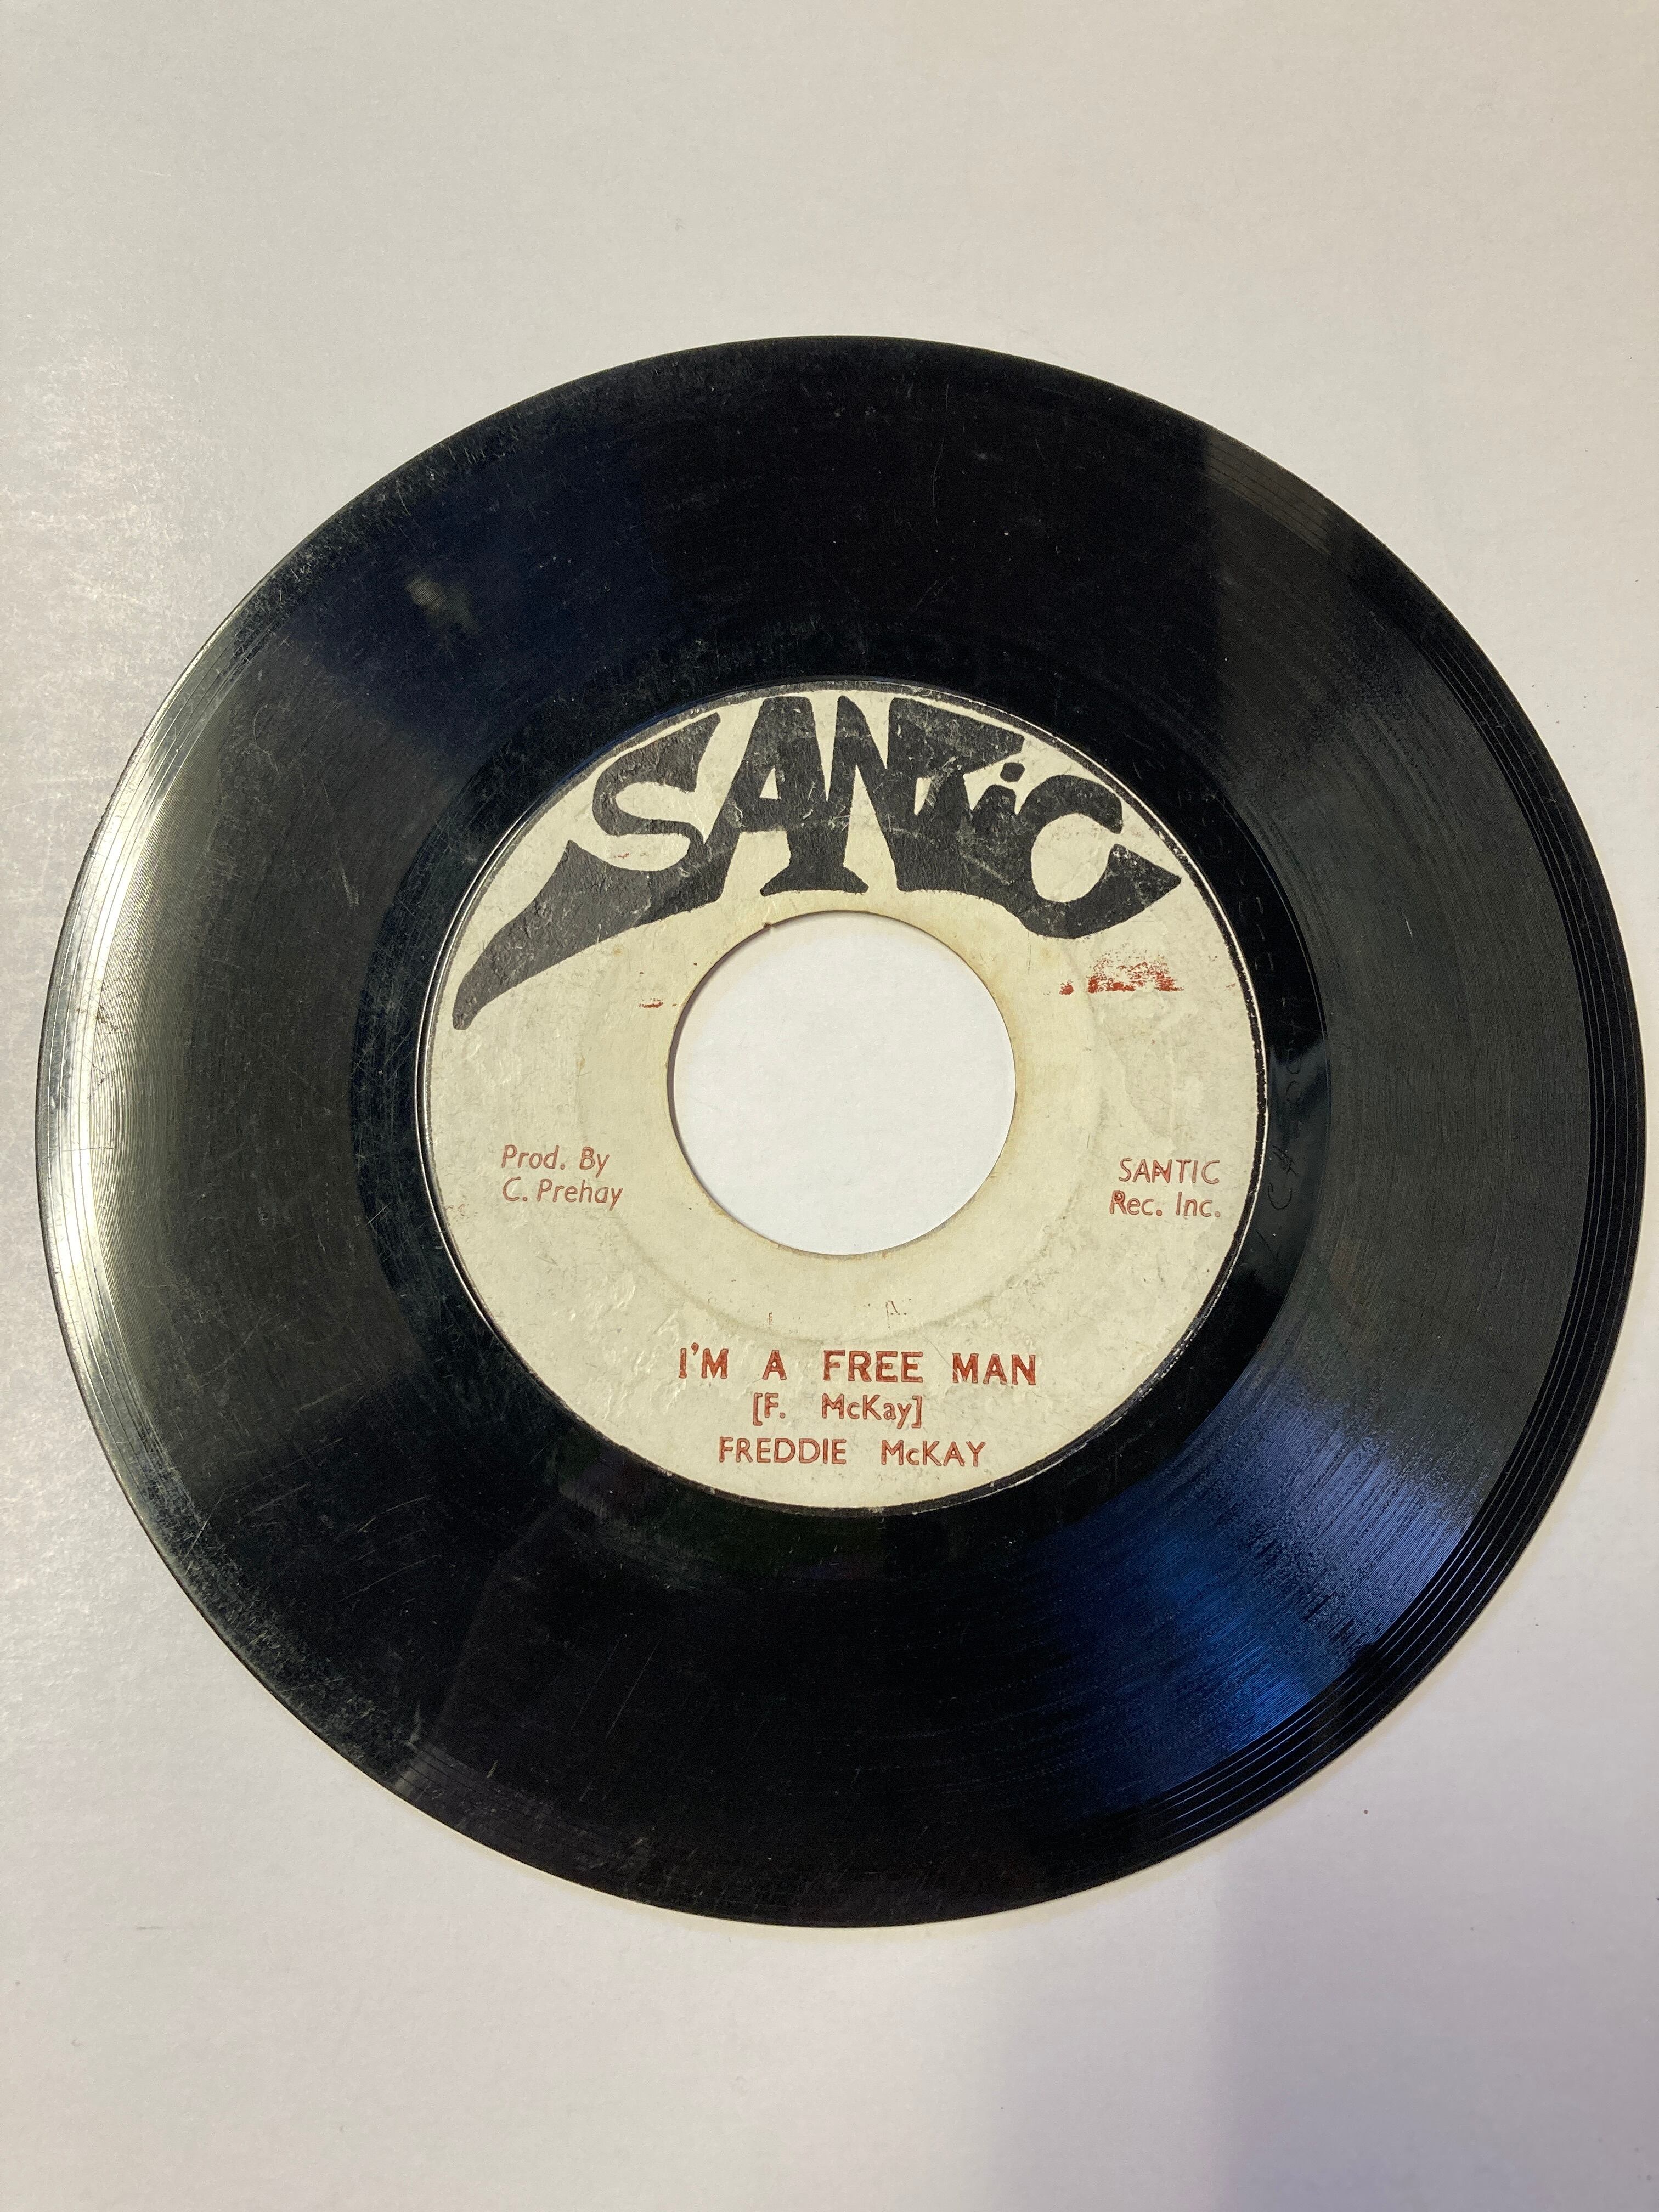 SANTiC
Prod. By
C. Prehay
SANTIC
Rec. Inc.
I'M A FREE MAN
[F. McKay]
FREDDIE McKAY